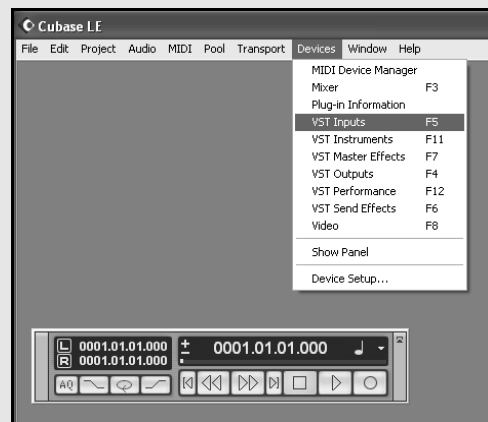 Cubase LE
File Edit Project Audio MIDI Pool Transport Devices Window Help
MIDI Device Manager
Mixer F3
Plug-in Information
VST Inputs F5
VST Instruments F11
VST Master Effects F7
VST Outputs F4
VST Performance F12
VST Send Effects F6
Video F8
Show Panel
Device Setup...
L 0001.01.01.000
R 0001.01.01.000
0001.01.01.000
AQ